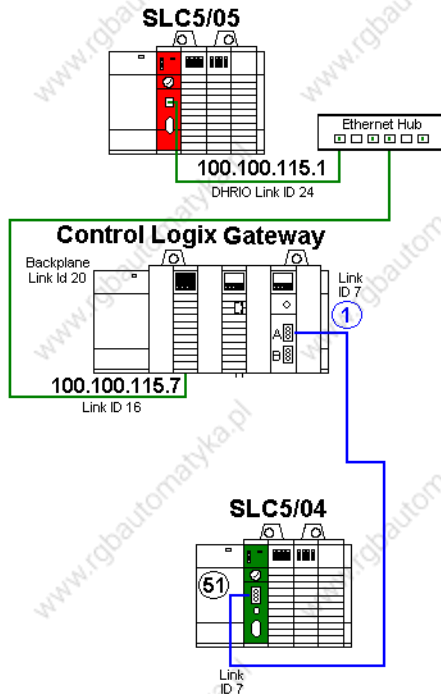 SLC5/05
Ethernet Hub
100.100.115.1
DHRIO Link ID 24
Control Logix Gateway
Backplane
Link Id 20
Link
ID 7
1
A
B
100.100.115.7
Link ID 16
www.rgbautomatyka.pl
SLC5/04
51
Link
ID 7